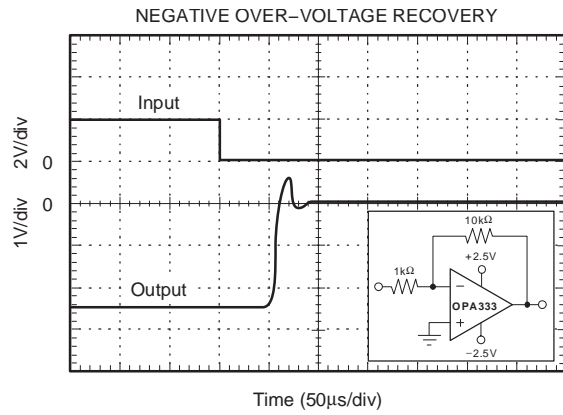 NEGATIVE OVER−VOLTAGE RECOVERY
Input
2V/div
0
0
1V/div
Output
10kΩ
+2.5V
1kΩ
−
OPA333
+
−2.5V
Time (50μs/div)